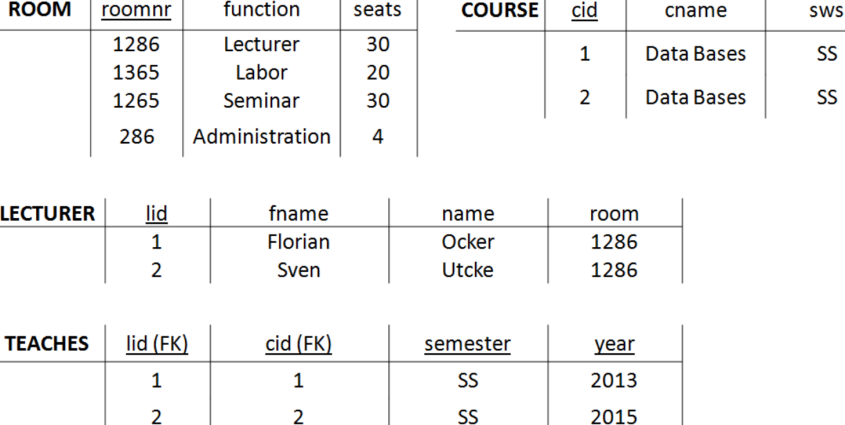 ROOM roomnr function seats
1286 Lecturer 30
1365 Labor 20
1265 Seminar 30
286 Administration 4
COURSE cid cname sws
1 Data Bases SS
2 Data Bases SS
LECTURER lid fname name room
1 Florian Ocker 1286
2 Sven Utcke 1286
TEACHES lid (FK) cid (FK) semester year
1 1 SS 2013
2 2 SS 2015